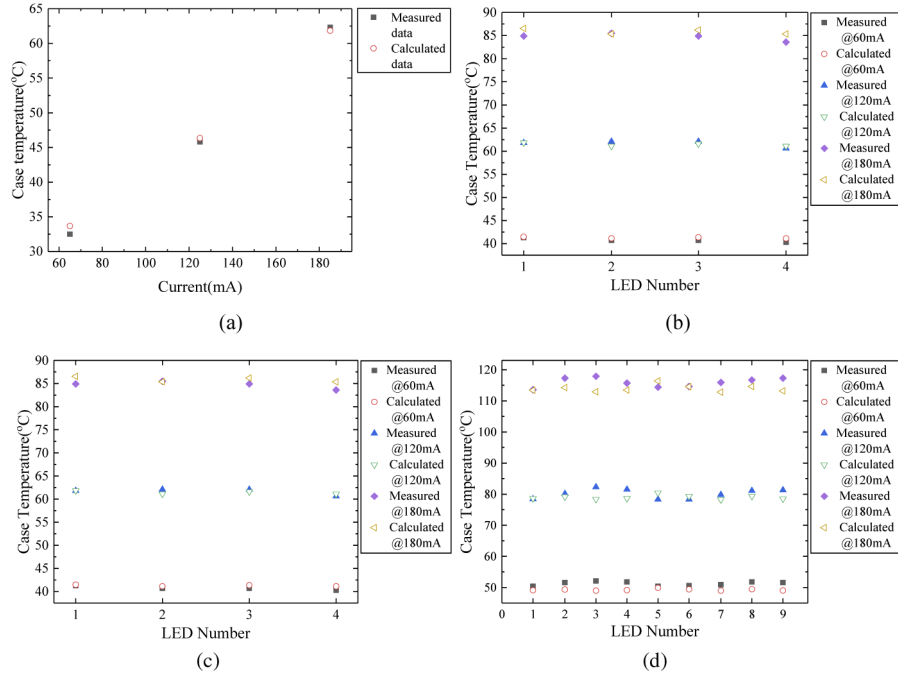 65
60
55
50
45
40
35
30
60 80 100 120 140 160 180
Case temperature(°C)
Current(mA)
Measured
data
Calculated
data
(a)
90
85
80
75
70
65
60
55
50
45
40
1 2 3 4
Case Temperature(°C)
LED Number
Measured
@60mA
Calculated
@60mA
Measured
@120mA
Calculated
@120mA
Measured
@180mA
Calculated
@180mA
(b)
90
85
80
75
70
65
60
55
50
45
40
1 2 3 4
Case Temperature(°C)
LED Number
Measured
@60mA
Calculated
@60mA
Measured
@120mA
Calculated
@120mA
Measured
@180mA
Calculated
@180mA
(c)
120
110
100
90
80
70
60
50
0 1 2 3 4 5 6 7 8 9
Case Temperature(°C)
LED Number
Measured
@60mA
Calculated
@60mA
Measured
@120mA
Calculated
@120mA
Measured
@180mA
Calculated
@180mA
(d)